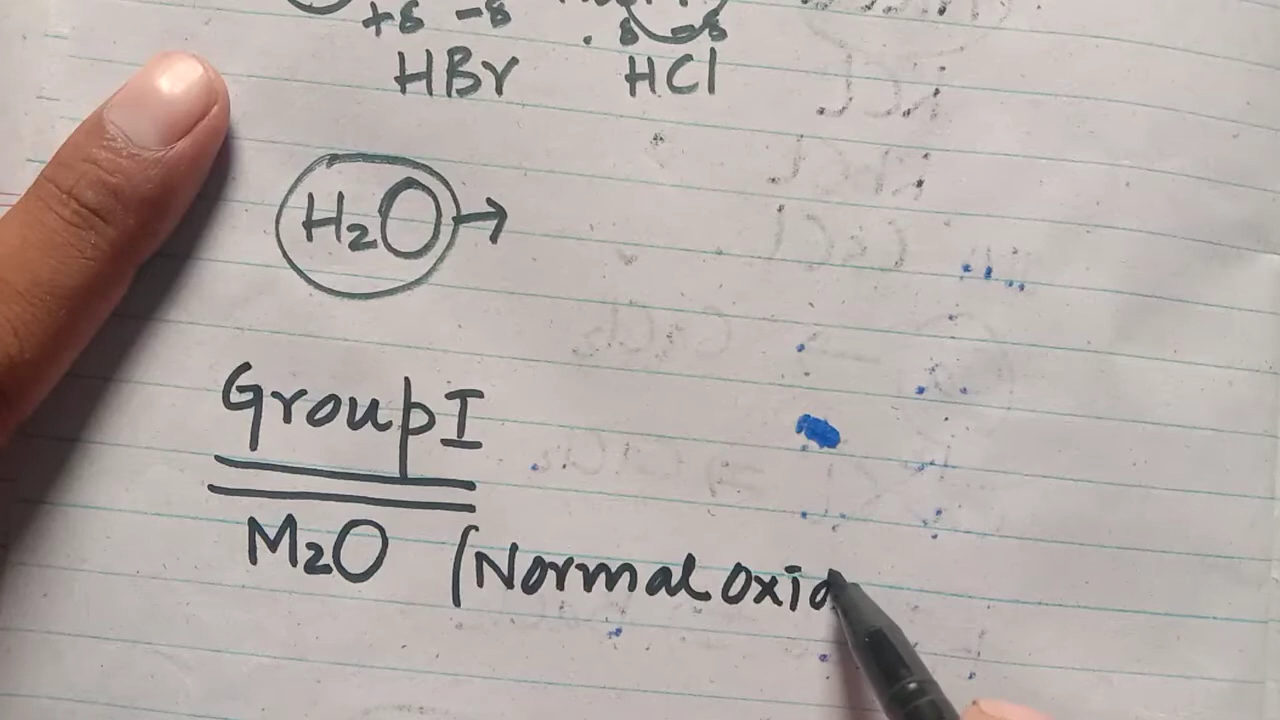 +δ -δ δ -δ
HBr HCl
H₂O →
Group I
M₂O (Normal oxid